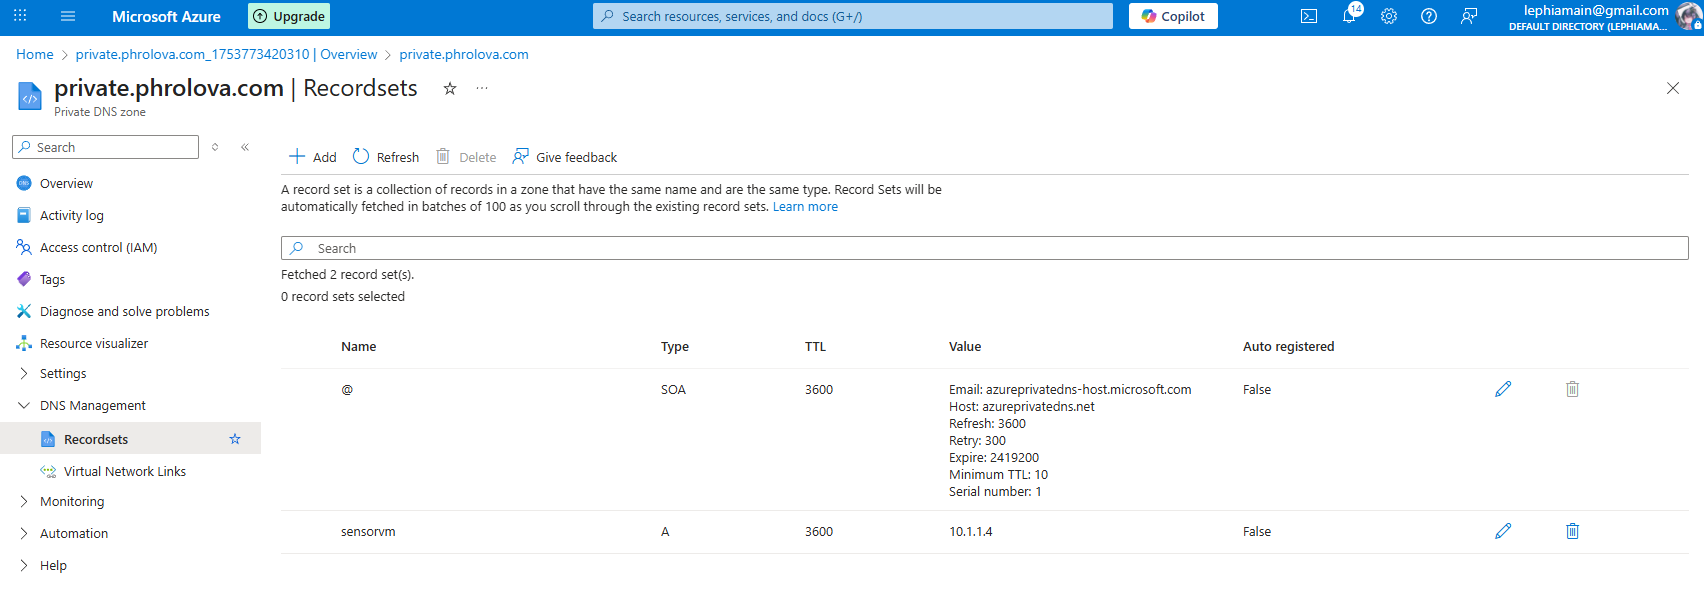 Microsoft Azure
Upgrade
Search resources, services, and docs (G+/)
Copilot
14
lephiamain@gmail.com
DEFAULT DIRECTORY (LEPHIAMA...
Home > private.phrolova.com_1753773420310 | Overview > private.phrolova.com
private.phrolova.com | Recordsets
Private DNS zone
Search
Overview
Activity log
Access control (IAM)
Tags
Diagnose and solve problems
Resource visualizer
Settings
DNS Management
Recordsets
Virtual Network Links
Monitoring
Automation
Help
Add Refresh Delete Give feedback
A record set is a collection of records in a zone that have the same name and are the same type. Record Sets will be
automatically fetched in batches of 100 as you scroll through the existing record sets. Learn more
Search
Fetched 2 record set(s).
0 record sets selected
Name Type TTL Value Auto registered
@ SOA 3600 Email: azureprivatedns-host.microsoft.com False
Host: azureprivatedns.net
Refresh: 3600
Retry: 300
Expire: 2419200
Minimum TTL: 10
Serial number: 1
sensorvm A 3600 10.1.1.4 False